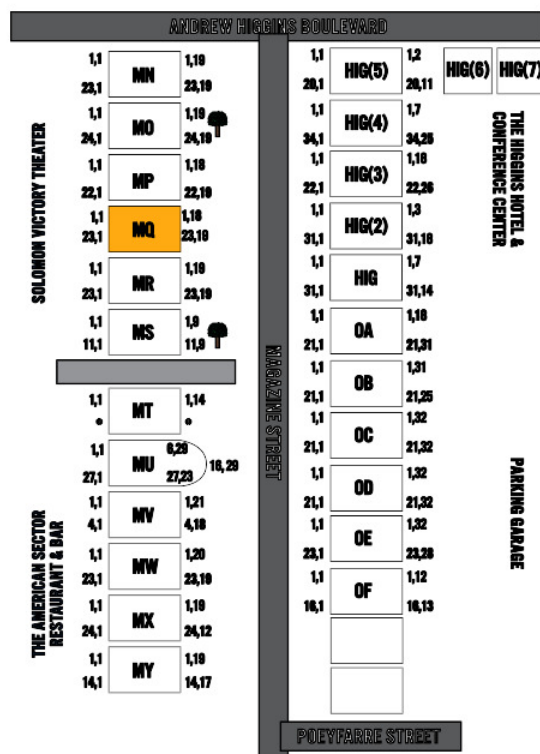 ANDREW HIGGINS BOULEVARD
1,1 MN 1,19
23,1 23,19
1,1 MO 1,19
24,1 24,19
1,1 MP 1,18
22,1 22,19
1,1 MQ 1,18
23,1 23,19
1,1 MR 1,19
23,1 23,19
1,1 MS 1,9
11,1 11,9
1,1 MT 1,14
1,1 MU 6,29
27,1 27,23 16,29
1,1 MV 1,21
4,1 4,18
1,1 MW 1,20
23,1 23,19
1,1 MX 1,19
24,1 24,12
1,1 MY 1,19
14,1 14,17
SOLOMON VICTORY THEATER
THE AMERICAN SECTOR
RESTAURANT & BAR
MAGAZINE STREET
1,1 HIG(5) 1,2
20,11 HIG(6) HIG(7)
1,1 HIG(4) 1,7
34,1 34,25
1,1 HIG(3) 1,16
22,1 22,26
1,1 HIG(2) 1,3
31,1 31,16
1,1 HIG 1,7
31,1 31,14
1,1 OA 1,18
21,1 21,31
1,1 OB 1,31
21,1 21,25
1,1 OC 1,32
21,1 21,32
1,1 OD 1,32
21,1 21,32
1,1 OE 1,32
23,1 23,28
1,1 OF 1,12
16,1 16,13
THE HIGGINS HOTEL &
CONFERENCE CENTER
PARKING GARAGE
POEYFARRE STREET